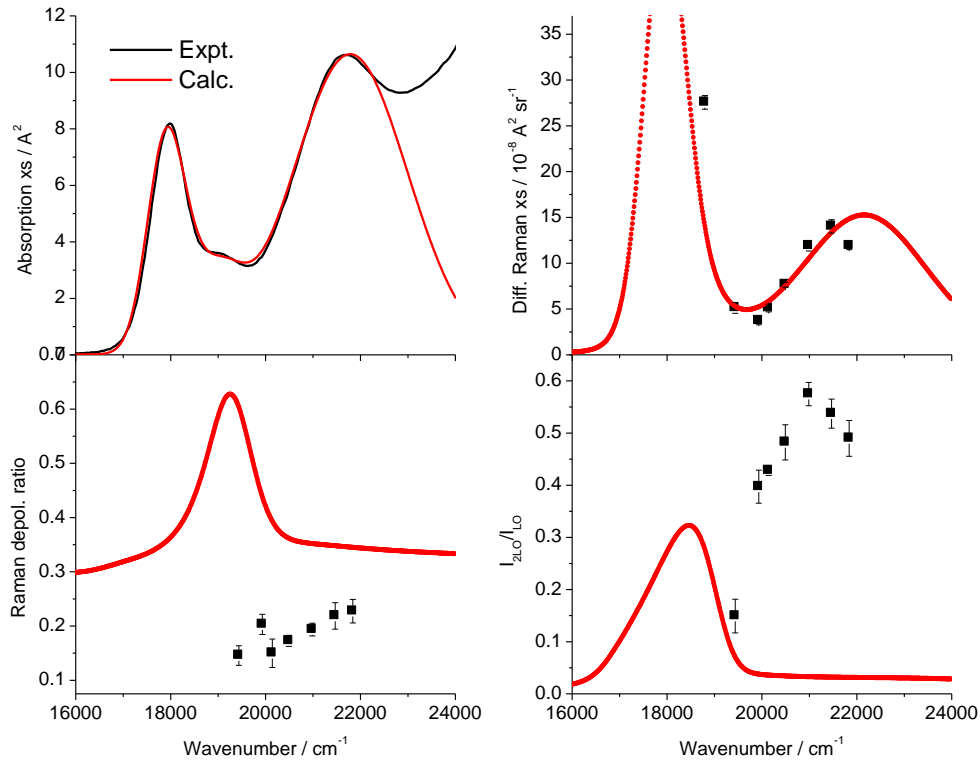 12
10
8
6
4
2
0
Absorption xs / Å²
Expt.
Calc.
35
30
25
20
15
10
5
0
Diff. Raman xs / 10⁻⁸ Å² sr⁻¹
0.6
0.5
0.4
0.3
0.2
0.1
Raman depol. ratio
16000 18000 20000 22000 24000
Wavenumber / cm⁻¹
0.6
0.5
0.4
0.3
0.2
0.1
0.0
I₂LO/ILO
16000 18000 20000 22000 24000
Wavenumber / cm⁻¹